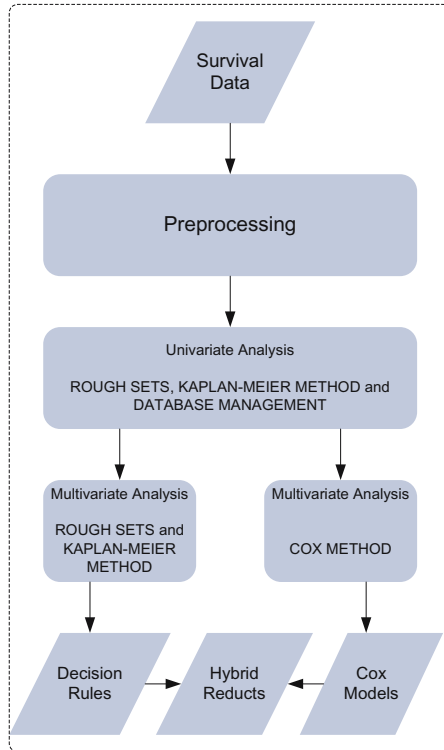 Survival
Data
Preprocessing
Univariate Analysis
ROUGH SETS, KAPLAN-MEIER METHOD and
DATABASE MANAGEMENT
Multivariate Analysis
ROUGH SETS and
KAPLAN-MEIER
METHOD
Multivariate Analysis
COX METHOD
Decision
Rules
Hybrid
Reducts
Cox
Models